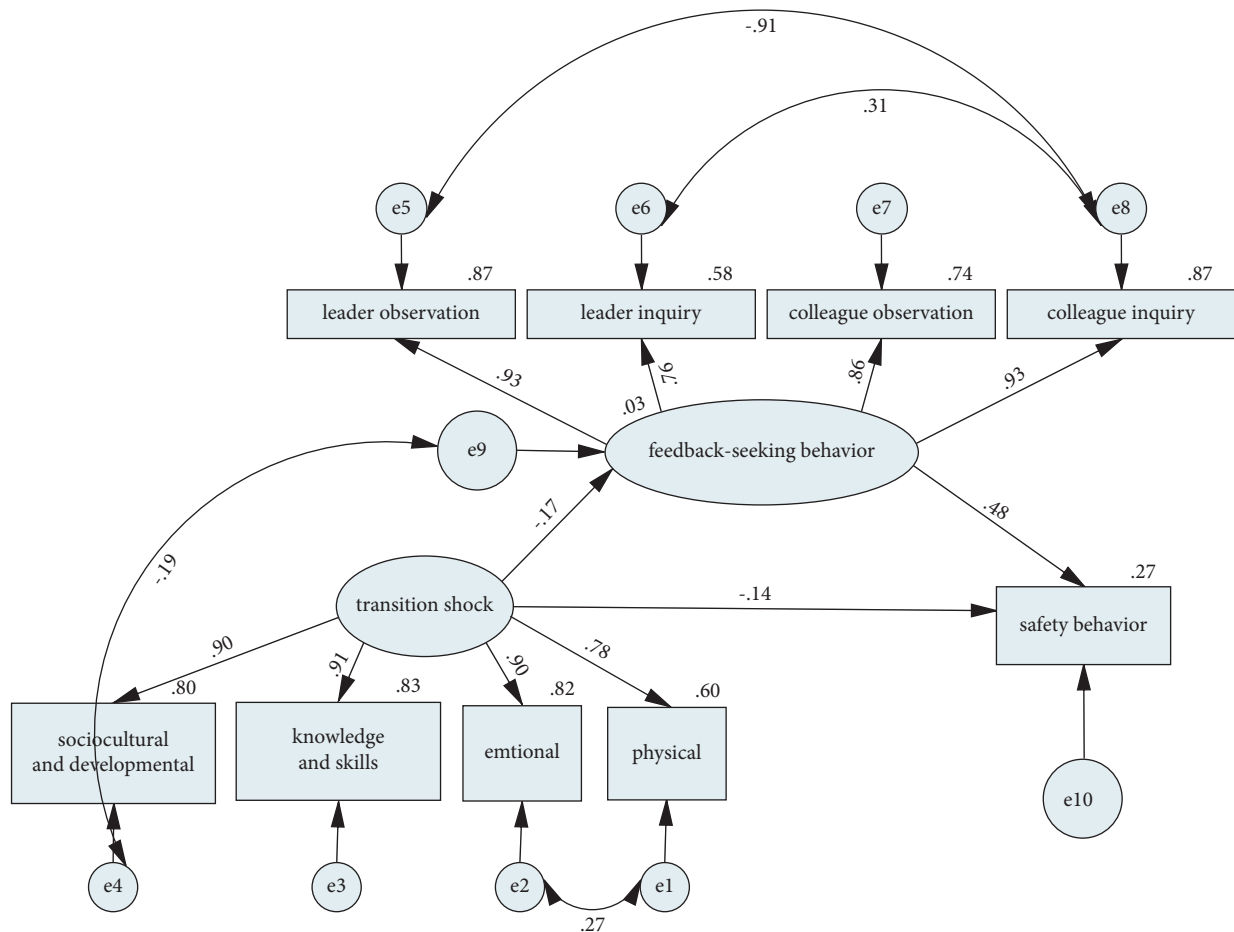 -.91
.31
e5
e6
e7
e8
.87
.58
.74
.87
leader observation
leader inquiry
colleague observation
colleague inquiry
.93
.76
.86
.93
.03
e9
feedback-seeking behavior
-.17
.48
-.19
transition shock
-.14
.27
safety behavior
.90
.91
.90
.78
.80
.83
.82
.60
sociocultural
and developmental
knowledge
and skills
emtional
physical
e10
e4
e3
e2
e1
.27